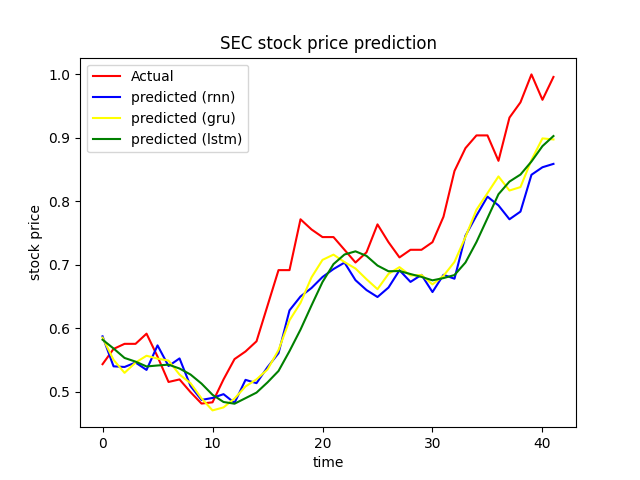 SEC stock price prediction
Actual
predicted (rnn)
predicted (gru)
predicted (lstm)
1.0
0.9
0.8
0.7
0.6
0.5
stock price
0
10
20
30
40
time